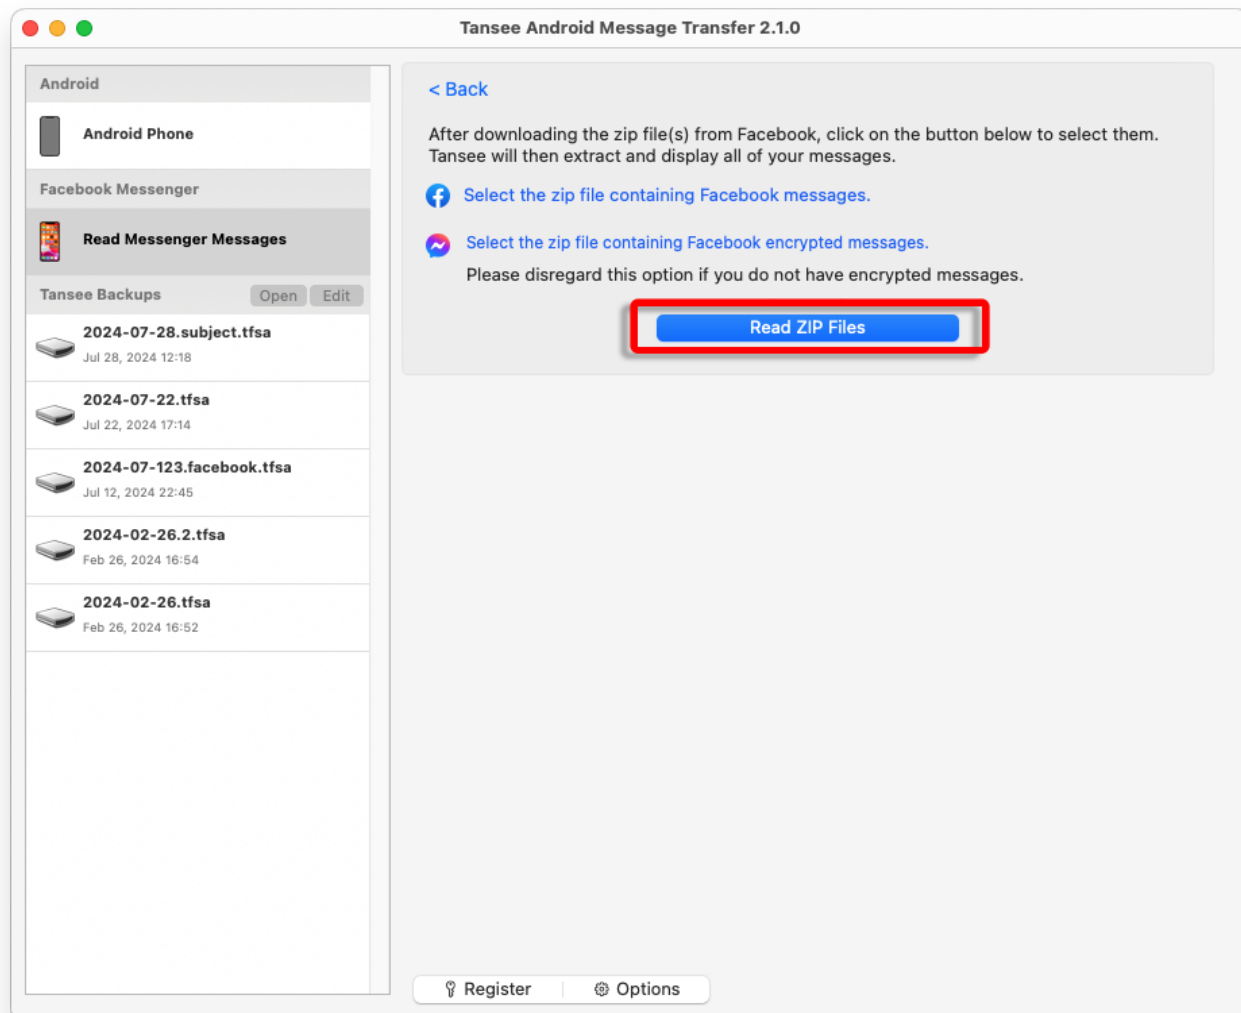 Tansee Android Message Transfer 2.1.0
Android
Android Phone
Facebook Messenger
Read Messenger Messages
Tansee Backups
Open
Edit
2024-07-28.subject.tfsa
Jul 28, 2024 12:18
2024-07-22.tfsa
Jul 22, 2024 17:14
2024-07-123.facebook.tfsa
Jul 12, 2024 22:45
2024-02-26.2.tfsa
Feb 26, 2024 16:54
2024-02-26.tfsa
Feb 26, 2024 16:52
< Back
After downloading the zip file(s) from Facebook, click on the button below to select them.
Tansee will then extract and display all of your messages.
Select the zip file containing Facebook messages.
Select the zip file containing Facebook encrypted messages.
Please disregard this option if you do not have encrypted messages.
Read ZIP Files
Register
Options